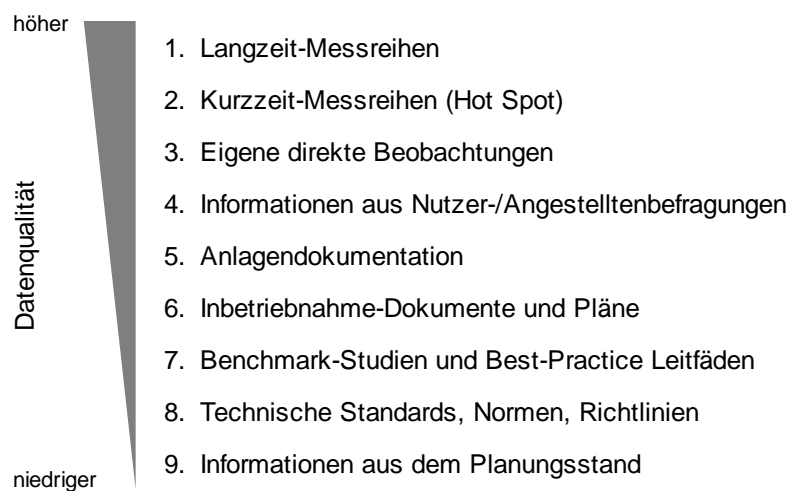 höher
1. Langzeit-Messreihen
2. Kurzzeit-Messreihen (Hot Spot)
3. Eigene direkte Beobachtungen
4. Informationen aus Nutzer-/Angestelltenbefragungen
5. Anlagendokumentation
6. Inbetriebnahme-Dokumente und Pläne
7. Benchmark-Studien und Best-Practice Leitfäden
8. Technische Standards, Normen, Richtlinien
9. Informationen aus dem Planungsstand
niedriger
Datenqualität